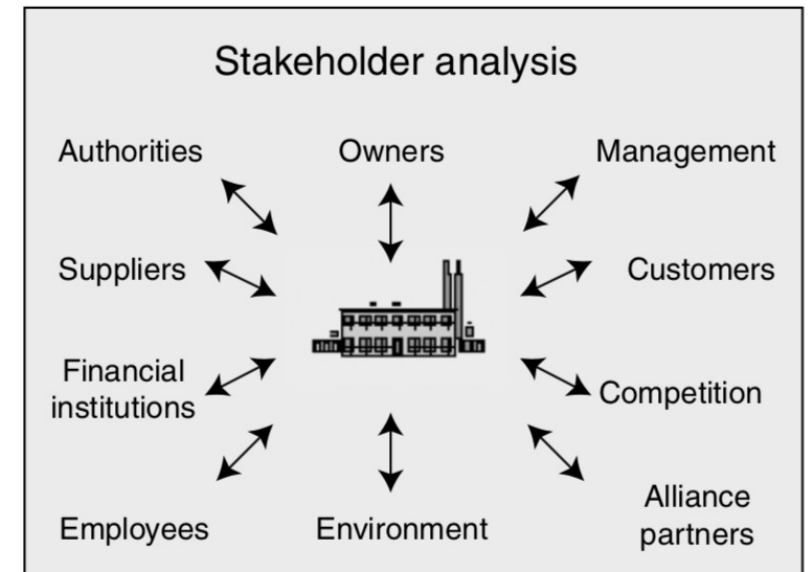 Stakeholder analysis
Authorities
Owners
Management
Suppliers
Customers
Financial
institutions
Competition
Employees
Environment
Alliance
partners